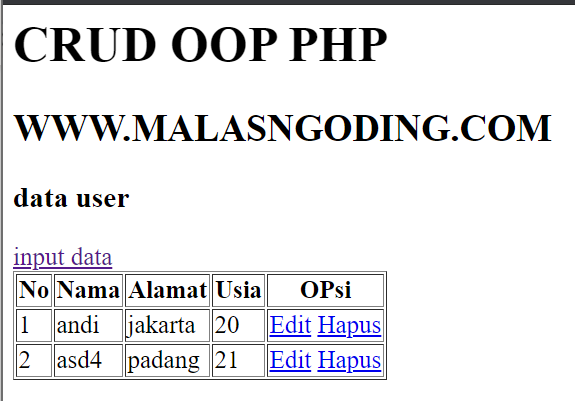 CRUD OOP PHP
WWW.MALASNGODING.COM
data user
input data
No Nama Alamat Usia OPsi
1 andi jakarta 20 Edit Hapus
2 asd4 padang 21 Edit Hapus